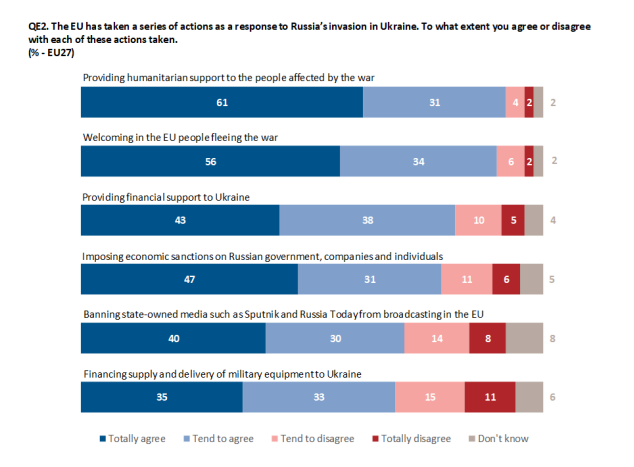 QE2. The EU has taken a series of actions as a response to Russia's invasion in Ukraine. To what extent you agree or disagree
with each of these actions taken.
(% - EU27)
Providing humanitarian support to the people affected by the war
61 31 4 2 2
Welcoming in the EU people fleeing the war
56 34 6 2 2
Providing financial support to Ukraine
43 38 10 5 4
Imposing economic sanctions on Russian government, companies and individuals
47 31 11 6 5
Banning state-owned media such as Sputnik and Russia Today from broadcasting in the EU
40 30 14 8 8
Financing supply and delivery of military equipment to Ukraine
35 33 15 11 6
Totally agree Tend to agree Tend to disagree Totally disagree Don't know